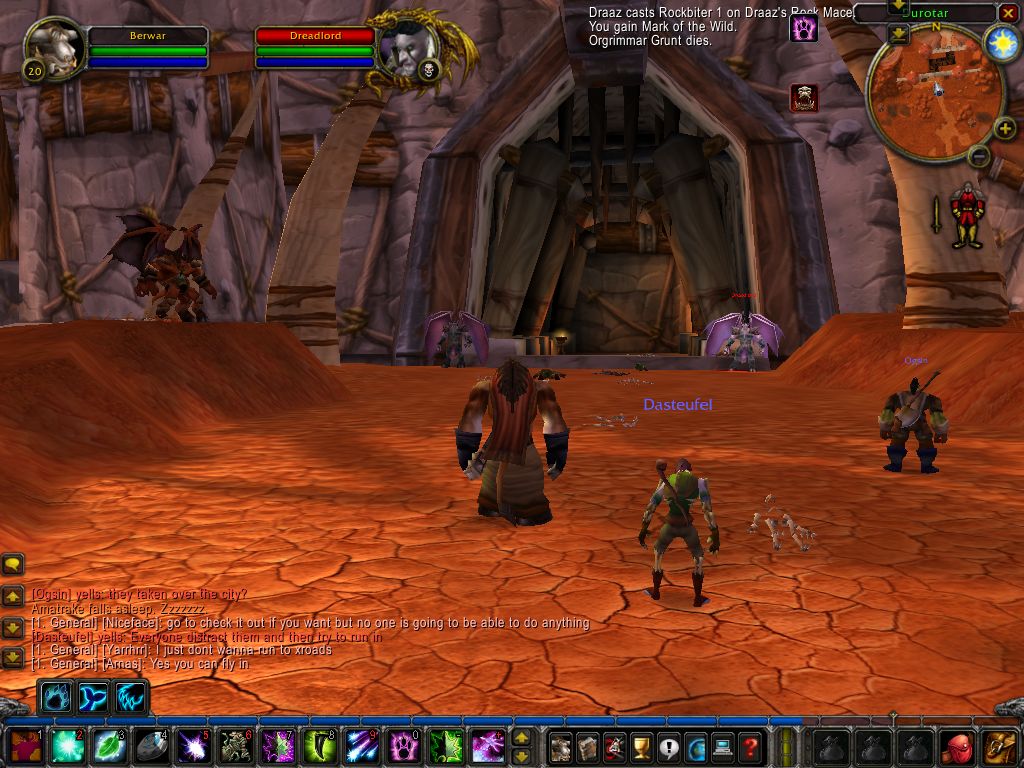 Berwar
20
Dreadlord
Draaz casts Rockbiter 1 on Draaz's Rock Mace
You gain Mark of the Wild.
Orgrimmar Grunt dies.
Durotar
N
Ogsin
Dasteufel
[Ogsin] yells: they taken over the city?
Amatrake falls asleep. Zzzzzzz.
[1. General] [Niceface]: go to check it out if you want but no one is going to be able to do anything
[Dasteufel] yells: Everyone distract them and then try to run in
[1. General] [Yarrhrr]: I just dont wanna run to xroads
[1. General] [Arnas]: Yes you can fly in.
1 2 3 4 5 6 7 8 9 0 - =